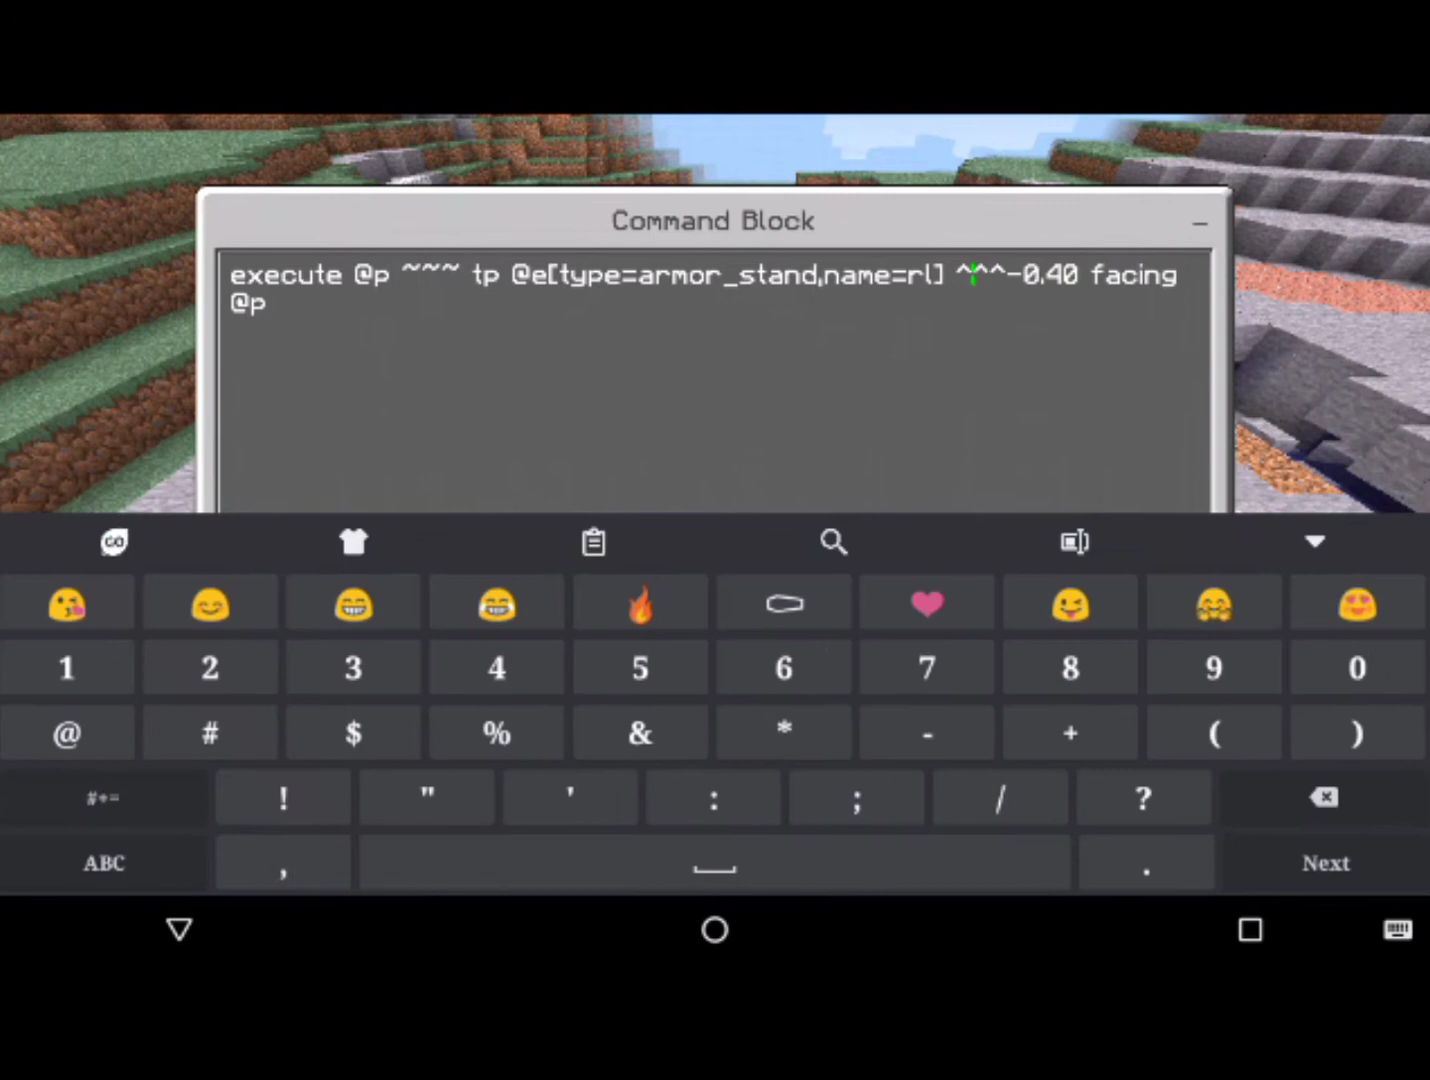 Command Block
execute @p ~~~ tp @e[type=armor_stand,name=rl] ^^^-0.40 facing
@p
GO
1 2 3 4 5 6 7 8 9 0
@ # $ % & * - + ( )
#+= ! " ' : ; / ?
ABC , . Next